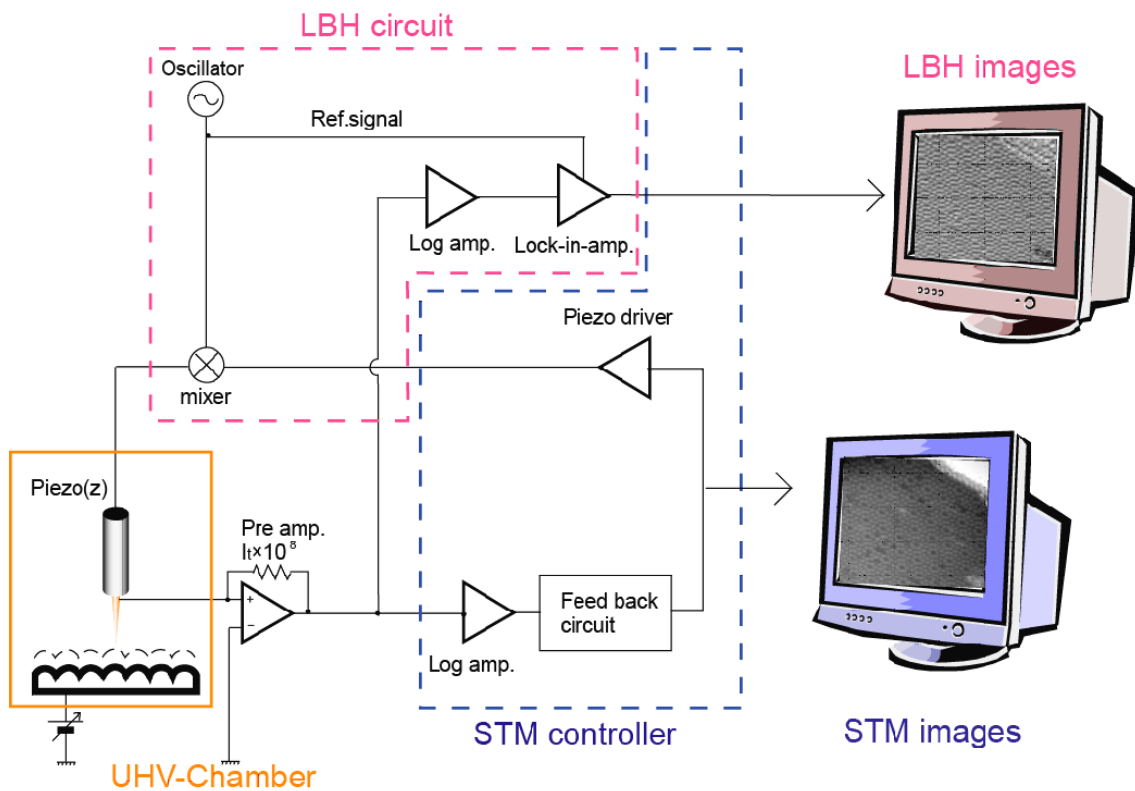 LBH circuit
Oscillator
LBH images
Ref.signal
Log amp.
Lock-in-amp.
Piezo driver
mixer
Piezo(z)
Pre amp.
It×10⁸
+
−
Feed back
circuit
Log amp.
STM controller
STM images
UHV-Chamber